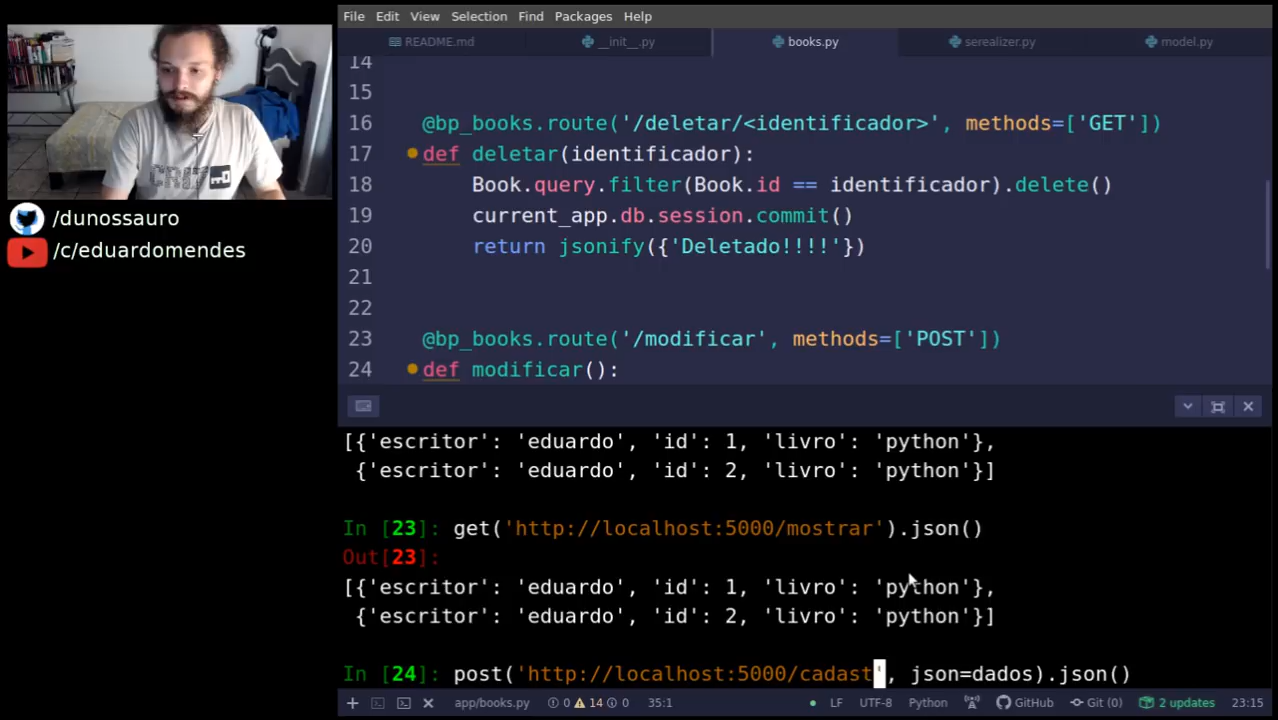 File Edit View Selection Find Packages Help
README.md __init__.py books.py serealizer.py model.py
14
15
16 @bp_books.route('/deletar/<identificador>', methods=['GET'])
17 def deletar(identificador):
18 Book.query.filter(Book.id == identificador).delete()
19 current_app.db.session.commit()
20 return jsonify({'Deletado!!!!'})
21
22
23 @bp_books.route('/modificar', methods=['POST'])
24 def modificar():
/dunossauro
/c/eduardomendes
[{'escritor': 'eduardo', 'id': 1, 'livro': 'python'},
{'escritor': 'eduardo', 'id': 2, 'livro': 'python'}]
In [23]: get('http://localhost:5000/mostrar').json()
Out[23]:
[{'escritor': 'eduardo', 'id': 1, 'livro': 'python'},
{'escritor': 'eduardo', 'id': 2, 'livro': 'python'}]
In [24]: post('http://localhost:5000/cadast', json=dados).json()
app/books.py 0 14 0 35:1 LF UTF-8 Python GitHub Git (0) 2 updates 23:15